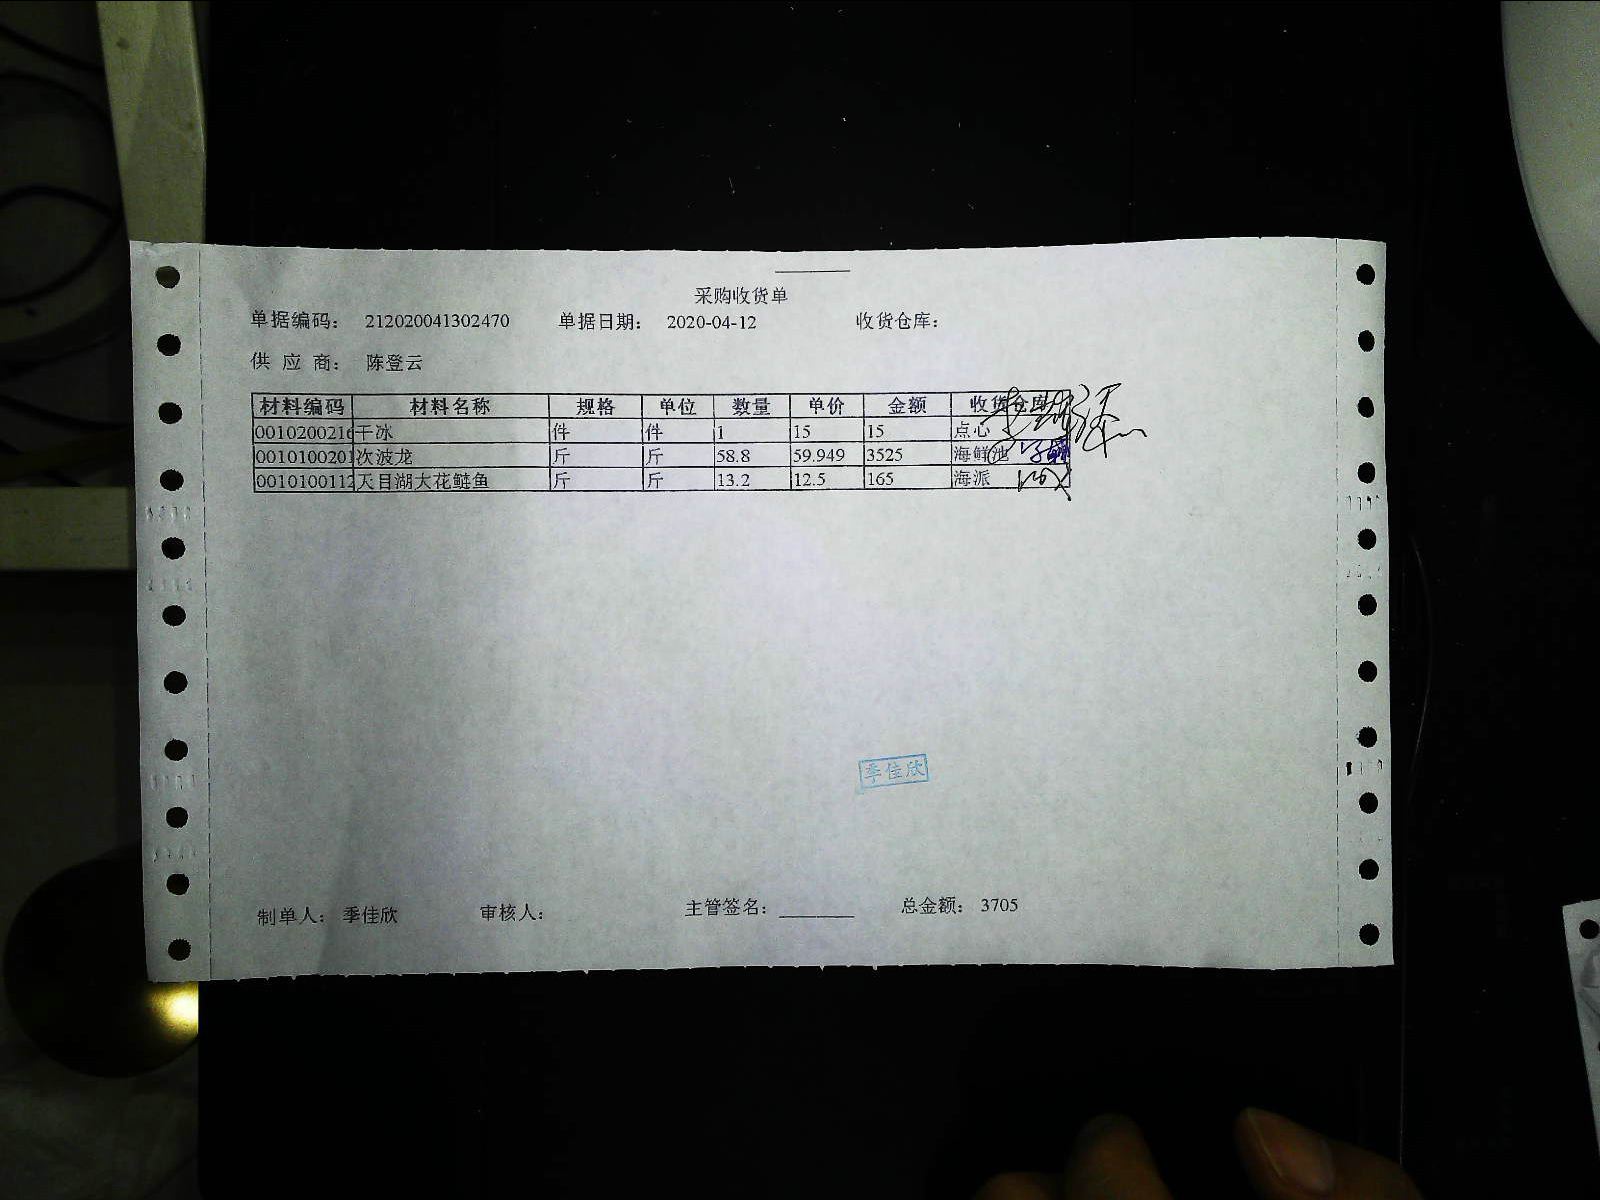 采购收货单
单据编码： 212020041302470 单据日期： 2020-04-12 收货仓库：
供 应 商： 陈登云
材料编码 材料名称 规格 单位 数量 单价 金额 收货仓库
0010200216 干冰 件 件 1 15 15 点心
0010100201 次波龙 斤 斤 58.8 59.949 3525 海鲜池
0010100112 天目湖大花鲢鱼 斤 斤 13.2 12.5 165 海派
季佳欣
制单人： 季佳欣 审核人： 主管签名： 总金额： 3705